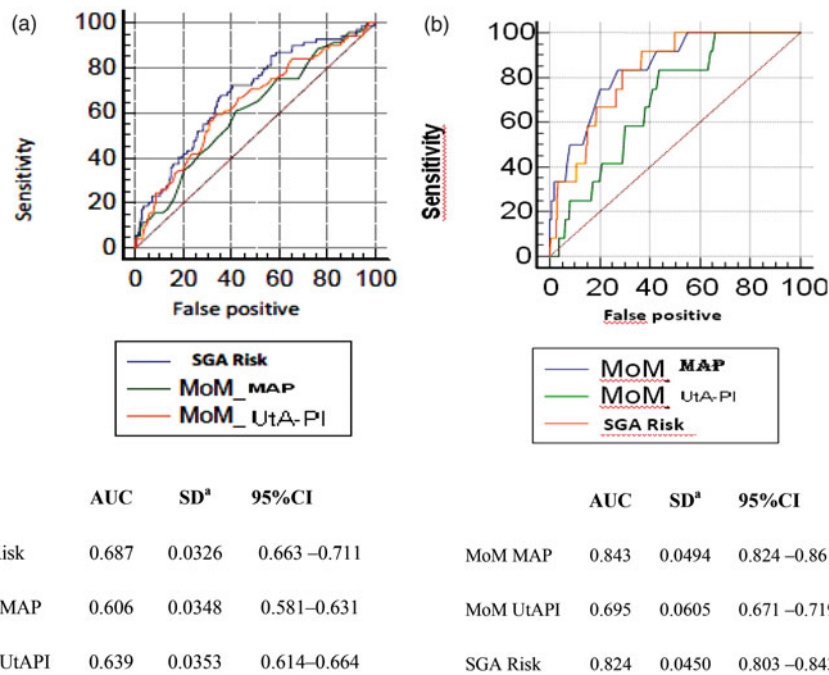 (a)
100
80
60
40
20
0
Sensitivity
0 20 40 60 80 100
False positive
SGA Risk
MoM_MAP
MoM_UtA-PI
AUC SDa 95%CI
isk 0.687 0.0326 0.663 –0.711
MAP 0.606 0.0348 0.581–0.631
UtAPI 0.639 0.0353 0.614–0.664
(b)
100
80
60
40
20
0
Sensitivity
0 20 40 60 80 100
False positive
MoM_ MAP
MoM_ UtA-PI
SGA Risk
AUC SDa 95%CI
MoM MAP 0.843 0.0494 0.824 –0.86
MoM UtAPI 0.695 0.0605 0.671 –0.719
SGA Risk 0.824 0.0450 0.803 –0.843